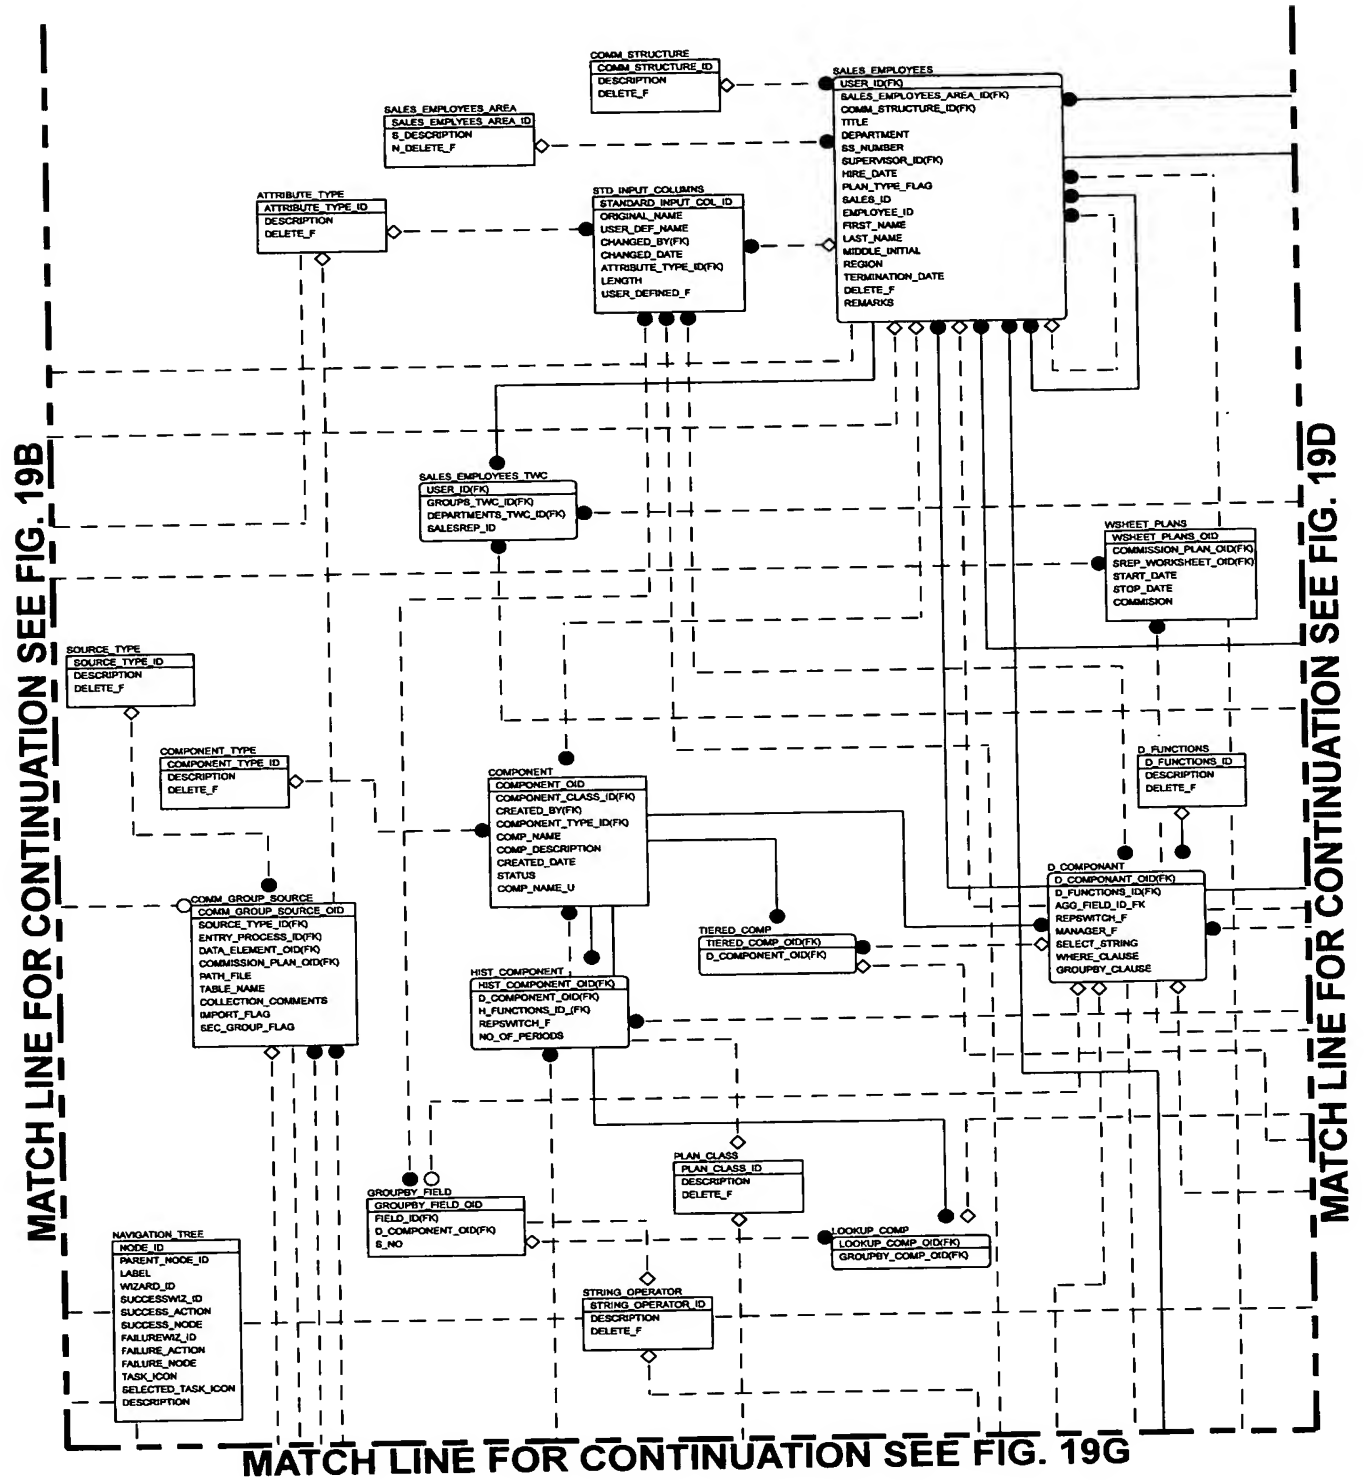 COMM_STRUCTURE
COMM_STRUCTURE_ID
DESCRIPTION
DELETE_F
SALES_EMPLOYEES
USER_ID(FK)
SALES_EMPLOYEES_AREA_ID(FK)
COMM_STRUCTURE_ID(FK)
TITLE
DEPARTMENT
SS_NUMBER
SUPERVISOR_ID(FK)
HIRE_DATE
PLAN_TYPE_FLAG
SALES_ID
EMPLOYEE_ID
FIRST_NAME
LAST_NAME
MIDDLE_INITIAL
REGION
TERMINATION_DATE
DELETE_F
REMARKS
SALES_EMPLOYEES_AREA
SALES_EMPLYEES_AREA_ID
S_DESCRIPTION
N_DELETE_F
ATTRIBUTE_TYPE
ATTRIBUTE_TYPE_ID
DESCRIPTION
DELETE_F
STD_INPUT_COLUMNS
STANDARD_INPUT_COL_ID
ORIGINAL_NAME
USER_DEF_NAME
CHANGED_BY(FK)
CHANGED_DATE
ATTRIBUTE_TYPE_ID(FK)
LENGTH
USER_DEFINED_F
SALES_EMPLOYEES_TWC
USER_ID(FK)
GROUPS_TWC_ID(FK)
DEPARTMENTS_TWC_ID(FK)
SALESREP_ID
WSHEET_PLANS
WSHEET_PLANS_OID
COMMISSION_PLAN_OID(FK)
SREP_WORKSHEET_OID(FK)
START_DATE
STOP_DATE
COMMISION
SOURCE_TYPE
SOURCE_TYPE_ID
DESCRIPTION
DELETE_F
COMPONENT_TYPE
COMPONENT_TYPE_ID
DESCRIPTION
DELETE_F
COMPONENT
COMPONENT_OID
COMPONENT_CLASS_ID(FK)
CREATED_BY(FK)
COMPONENT_TYPE_ID(FK)
COMP_NAME
COMP_DESCRIPTION
CREATED_DATE
STATUS
COMP_NAME_U
D_FUNCTIONS
D_FUNCTIONS_ID
DESCRIPTION
DELETE_F
D_COMPONANT
D_COMPONANT_OID(FK)
D_FUNCTIONS_ID(FK)
AGG_FIELD_ID_FK
REPSWITCH_F
MANAGER_F
SELECT_STRING
WHERE_CLAUSE
GROUPBY_CLAUSE
COMM_GROUP_SOURCE
COMM_GROUP_SOURCE_OID
SOURCE_TYPE_ID(FK)
ENTRY_PROCESS_ID(FK)
DATA_ELEMENT_OID(FK)
COMMISSION_PLAN_OID(FK)
PATH_FILE
TABLE_NAME
COLLECTION_COMMENTS
IMPORT_FLAG
SEC_GROUP_FLAG
TIERED_COMP
TIERED_COMP_OID(FK)
D_COMPONENT_OID(FK)
HIST_COMPONENT
HIST_COMPONENT_OID(FK)
D_COMPONENT_OID(FK)
H_FUNCTIONS_ID_(FK)
REPSWITCH_F
NO_OF_PERIODS
PLAN_CLASS
PLAN_CLASS_ID
DESCRIPTION
DELETE_F
GROUPBY_FIELD
GROUPBY_FIELD_OID
FIELD_ID(FK)
D_COMPONENT_OID(FK)
S_NO
LOOKUP_COMP
LOOKUP_COMP_OID(FK)
GROUPBY_COMP_OID(FK)
NAVIGATION_TREE
NODE_ID
PARENT_NODE_ID
LABEL
WIZARD_ID
SUCCESSWIZ_ID
SUCCESS_ACTION
SUCCESS_NODE
FAILUREWIZ_ID
FAILURE_ACTION
FAILURE_NODE
TASK_ICON
SELECTED_TASK_ICON
DESCRIPTION
STRING_OPERATOR
STRING_OPERATOR_ID
DESCRIPTION
DELETE_F
MATCH LINE FOR CONTINUATION SEE FIG. 19B
MATCH LINE FOR CONTINUATION SEE FIG. 19D
MATCH LINE FOR CONTINUATION SEE FIG. 19G